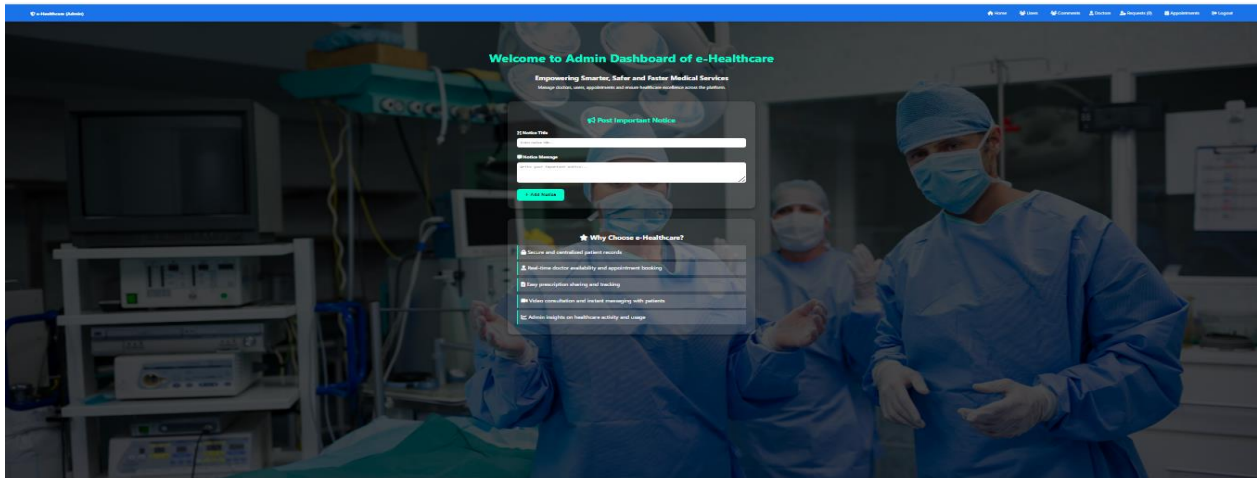 e-Healthcare (Admin)
Home Users Comments Doctors Requests (0) Appointments Logout
Welcome to Admin Dashboard of e-Healthcare
Empowering Smarter, Safer and Faster Medical Services
Manage doctors, users, appointments and ensure healthcare excellence across the platform.
Post Important Notice
Notice Title
Notice Message
+ Add Notice
Why Choose e-Healthcare?
Secure and centralized patient records
Real-time doctor availability and appointment booking
Easy prescription sharing and tracking
Video consultation and instant messaging with patients
Admin insights on healthcare activity and usage